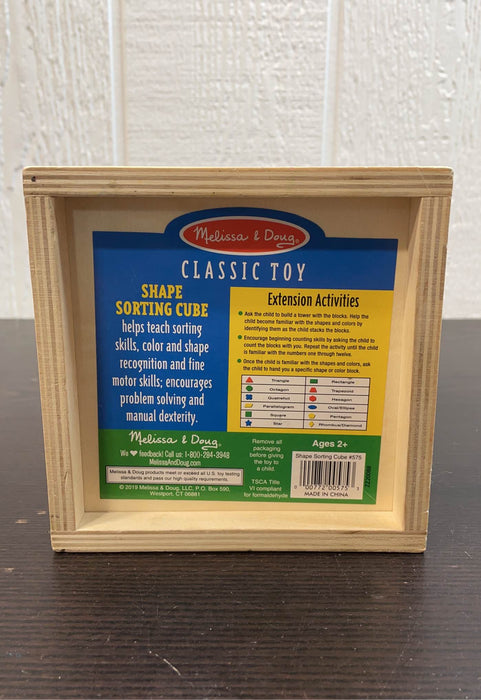 Melissa & Doug®
CLASSIC TOY
SHAPE
SORTING CUBE
helps teach sorting
skills, color and shape
recognition and fine
motor skills; encourages
problem solving and
manual dexterity.
Extension Activities
Ask the child to build a tower with the blocks. Help the
child become familiar with the shapes and colors by
identifying them as the child stacks the blocks.
Encourage beginning counting skills by asking the child to
count the blocks with you. Repeat the activity until the child
is familiar with the numbers one through twelve.
Once the child is familiar with the shapes and colors, ask
the child to hand you a specific shape or color block.
Triangle Rectangle
Octagon Trapezoid
Quatrefoil Hexagon
Parallelogram Oval/Ellipse
Square Pentagon
Star Rhombus/Diamond
Melissa & Doug
We ♥ feedback! Call us: 1-800-284-3948
MelissaAndDoug.com
Melissa & Doug products meet or exceed all U.S. toy testing
standards and pass our high quality requirements.
© 2019 Melissa & Doug, LLC, P.O. Box 590,
Westport, CT 06881
Remove all
packaging
before giving
the toy to
a child.
TSCA Title
VI compliant
for formaldehyde
Ages 2+
Shape Sorting Cube #575
0 00772 00575 3
MADE IN CHINA